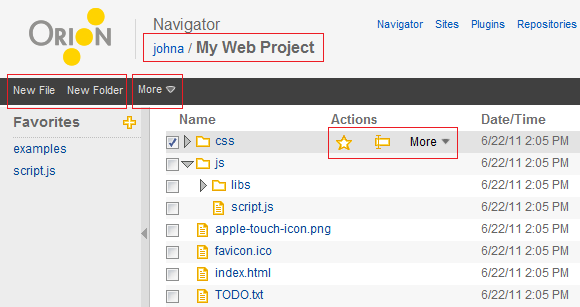 ORION
Navigator
Navigator Sites Plugins Repositories
johna / My Web Project
New File New Folder More
Favorites
examples
script.js
Name Actions Date/Time
css More 6/22/11 2:05 PM
js 6/22/11 2:05 PM
libs 6/22/11 2:05 PM
script.js 6/22/11 2:05 PM
apple-touch-icon.png 6/22/11 2:05 PM
favicon.ico 6/22/11 2:05 PM
index.html 6/22/11 2:05 PM
TODO.txt 6/22/11 2:05 PM